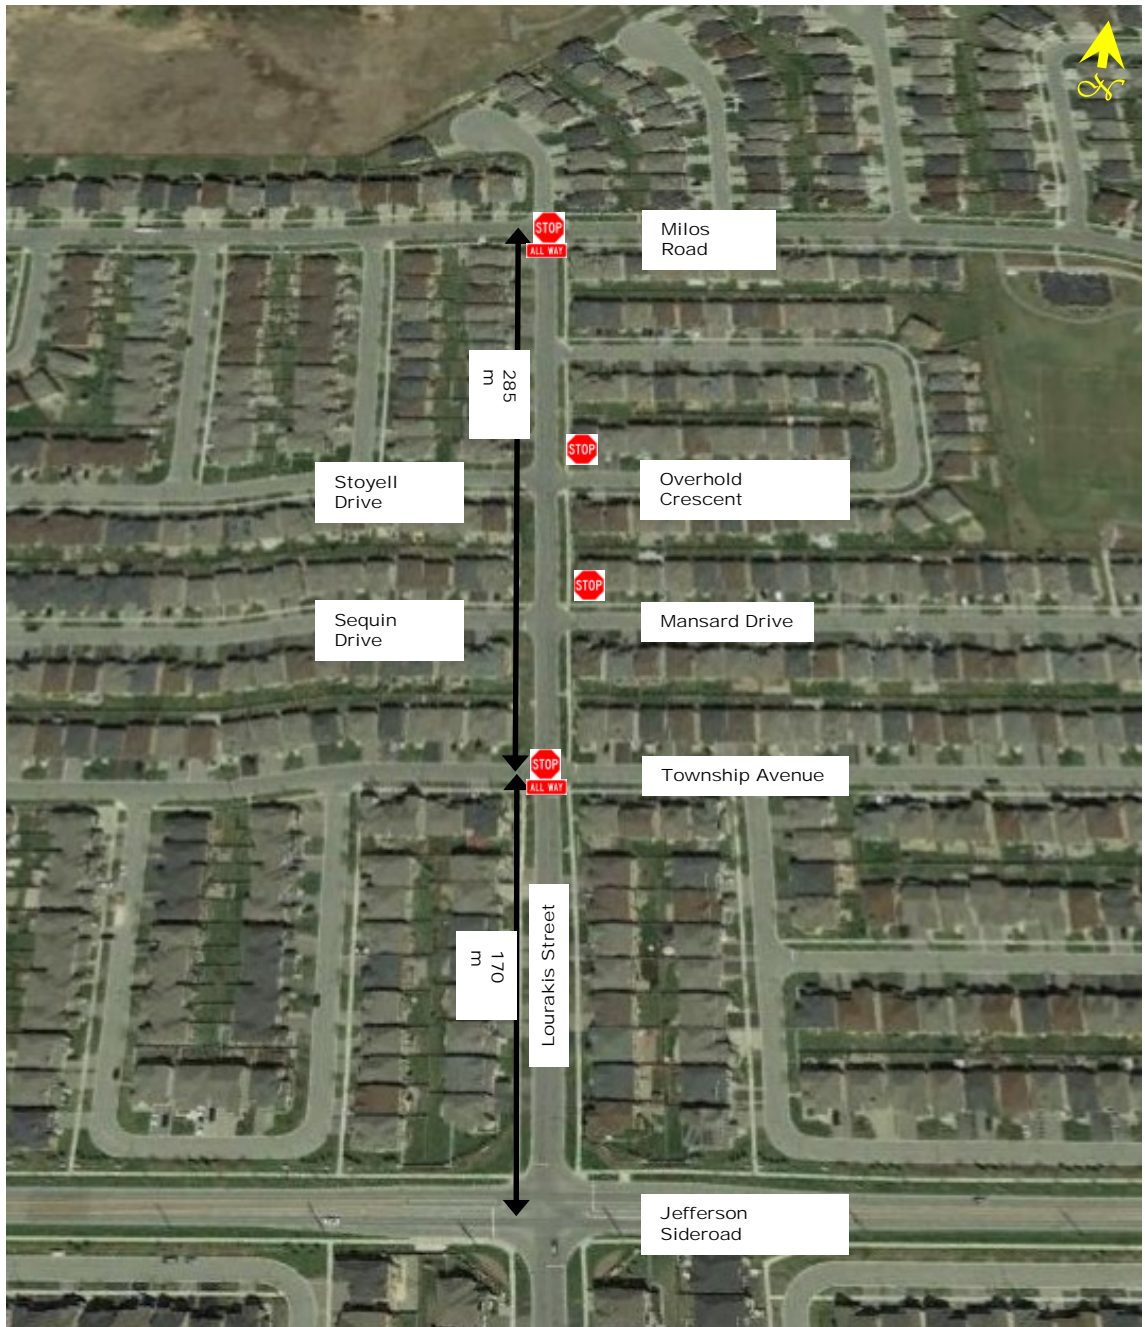 N
STOP
ALL WAY
Milos
Road
285
m
STOP
Stoyell
Drive
Overhold
Crescent
STOP
Sequin
Drive
Mansard Drive
STOP
ALL WAY
Township Avenue
Lourakis Street
170
m
Jefferson
Sideroad